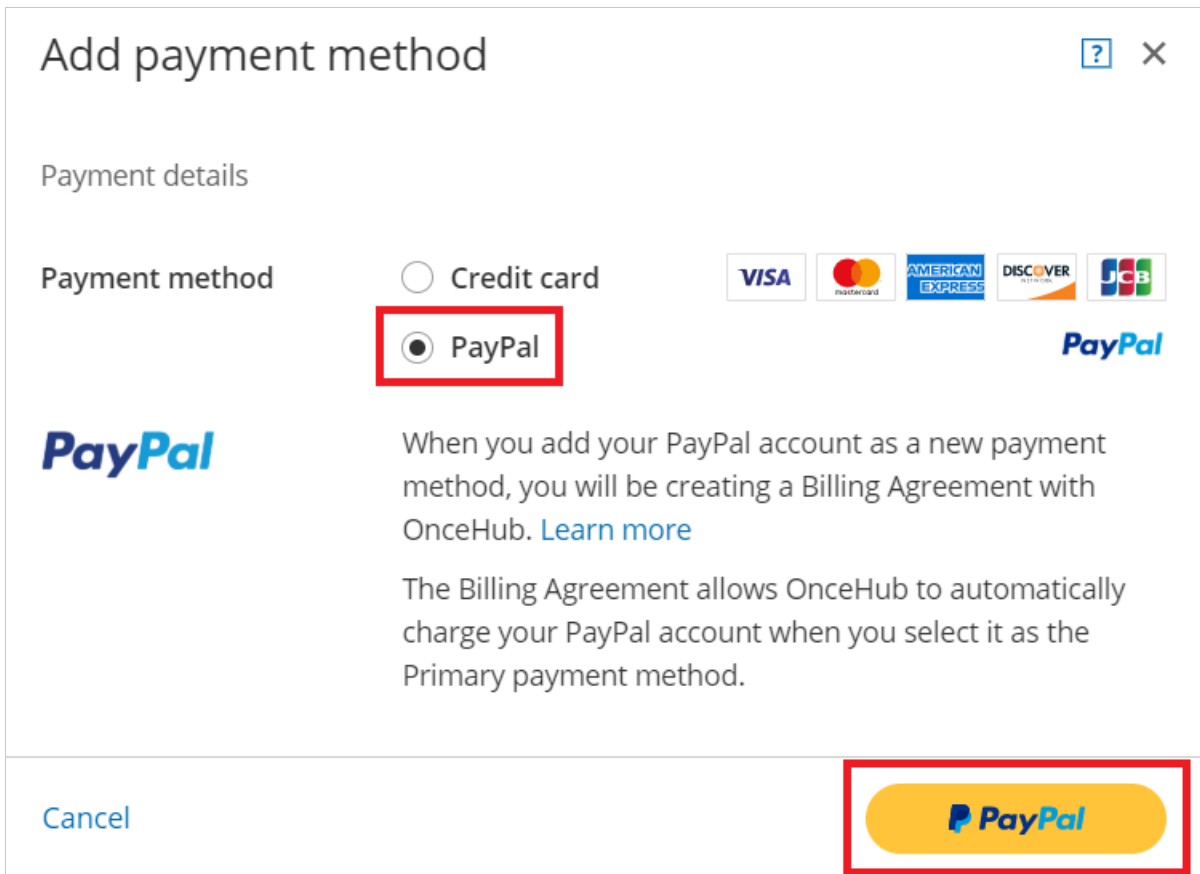 Add payment method ? ×
Payment details
Payment method Credit card VISA mastercard AMERICAN EXPRESS DISCOVER NETWORK JCB
PayPal PayPal
PayPal When you add your PayPal account as a new payment
method, you will be creating a Billing Agreement with
OnceHub. Learn more
The Billing Agreement allows OnceHub to automatically
charge your PayPal account when you select it as the
Primary payment method.
Cancel PayPal